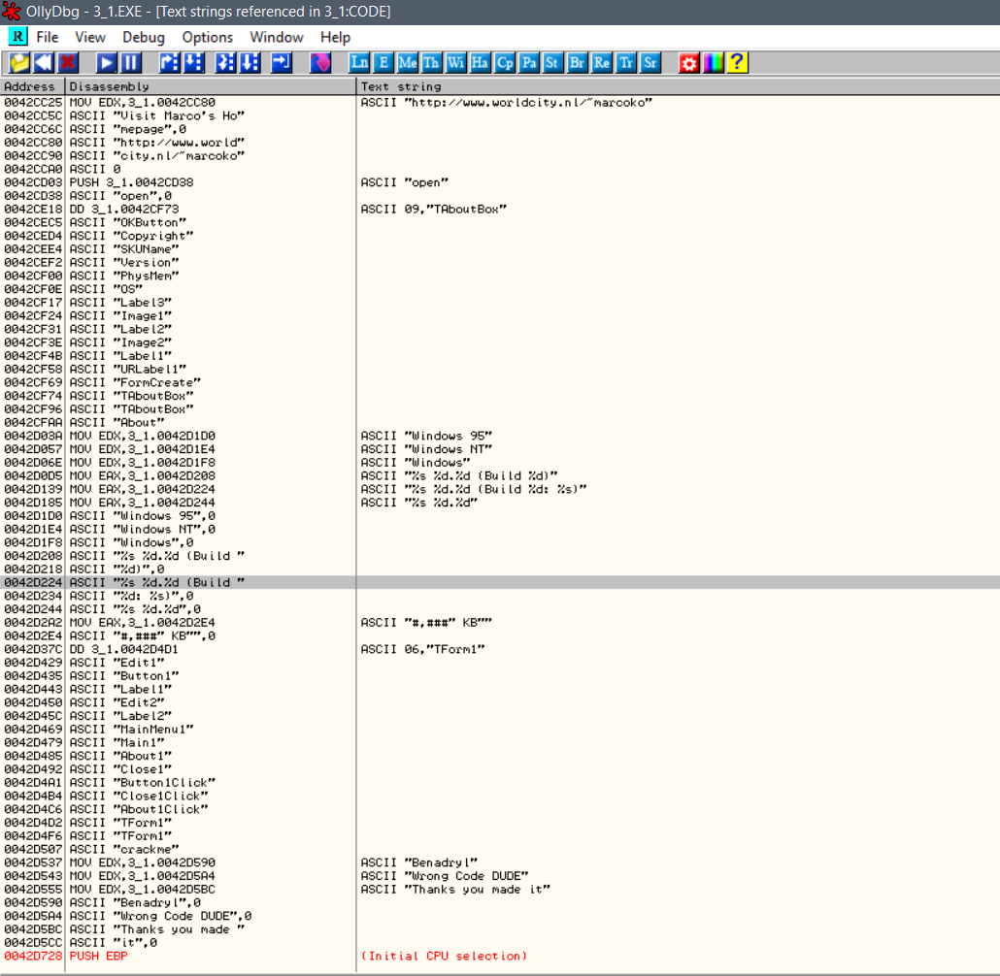 OllyDbg - 3_1.EXE - [Text strings referenced in 3_1:CODE]
R File View Debug Options Window Help
Ln E Me Th Wi Ha Cp Pa St Br Re Tr Sr ?
Address Disassembly Text string
0042CC25 MOV EDX,3_1.0042CC80 ASCII "http://www.worldcity.nl/~marcoko"
0042CC5C ASCII "Visit Marco's Ho"
0042CC6C ASCII "mepage",0
0042CC80 ASCII "http://www.world"
0042CC90 ASCII "city.nl/~marcoko"
0042CCA0 ASCII 0
0042CD03 PUSH 3_1.0042CD38 ASCII "open"
0042CD38 ASCII "open",0
0042CE18 DD 3_1.0042CF73 ASCII 09,"TAboutBox"
0042CEC5 ASCII "OKButton"
0042CED4 ASCII "Copyright"
0042CEE4 ASCII "SKUName"
0042CEF2 ASCII "Version"
0042CF00 ASCII "PhysMem"
0042CF0E ASCII "OS"
0042CF17 ASCII "Label3"
0042CF24 ASCII "Image1"
0042CF31 ASCII "Label2"
0042CF3E ASCII "Image2"
0042CF4B ASCII "Label1"
0042CF58 ASCII "URLabel1"
0042CF69 ASCII "FormCreate"
0042CF74 ASCII "TAboutBox"
0042CF96 ASCII "TAboutBox"
0042CFAA ASCII "About"
0042D03A MOV EDX,3_1.0042D1D0 ASCII "Windows 95"
0042D057 MOV EDX,3_1.0042D1E4 ASCII "Windows NT"
0042D06E MOV EDX,3_1.0042D1F8 ASCII "Windows"
0042D0D5 MOV EAX,3_1.0042D208 ASCII "%s %d.%d (Build %d)"
0042D139 MOV EAX,3_1.0042D224 ASCII "%s %d.%d (Build %d: %s)"
0042D185 MOV EAX,3_1.0042D244 ASCII "%s %d.%d"
0042D1D0 ASCII "Windows 95",0
0042D1E4 ASCII "Windows NT",0
0042D1F8 ASCII "Windows",0
0042D208 ASCII "%s %d.%d (Build "
0042D218 ASCII "%d)",0
0042D224 ASCII "%s %d.%d (Build "
0042D234 ASCII "%d: %s)",0
0042D244 ASCII "%s %d.%d",0
0042D2A2 MOV EAX,3_1.0042D2E4 ASCII "#,###" KB""
0042D2E4 ASCII "#,###" KB"",0
0042D37C DD 3_1.0042D4D1 ASCII 06,"TForm1"
0042D429 ASCII "Edit1"
0042D435 ASCII "Button1"
0042D443 ASCII "Label1"
0042D450 ASCII "Edit2"
0042D45C ASCII "Label2"
0042D469 ASCII "MainMenu1"
0042D479 ASCII "Main1"
0042D485 ASCII "About1"
0042D492 ASCII "Close1"
0042D4A1 ASCII "Button1Click"
0042D4B4 ASCII "Close1Click"
0042D4C6 ASCII "About1Click"
0042D4D2 ASCII "TForm1"
0042D4F6 ASCII "TForm1"
0042D507 ASCII "crackme"
0042D537 MOV EDX,3_1.0042D590 ASCII "Benadryl"
0042D543 MOV EDX,3_1.0042D5A4 ASCII "Wrong Code DUDE"
0042D555 MOV EDX,3_1.0042D5BC ASCII "Thanks you made it"
0042D590 ASCII "Benadryl",0
0042D5A4 ASCII "Wrong Code DUDE",0
0042D5BC ASCII "Thanks you made "
0042D5CC ASCII "it",0
0042D728 PUSH EBP (Initial CPU selection)